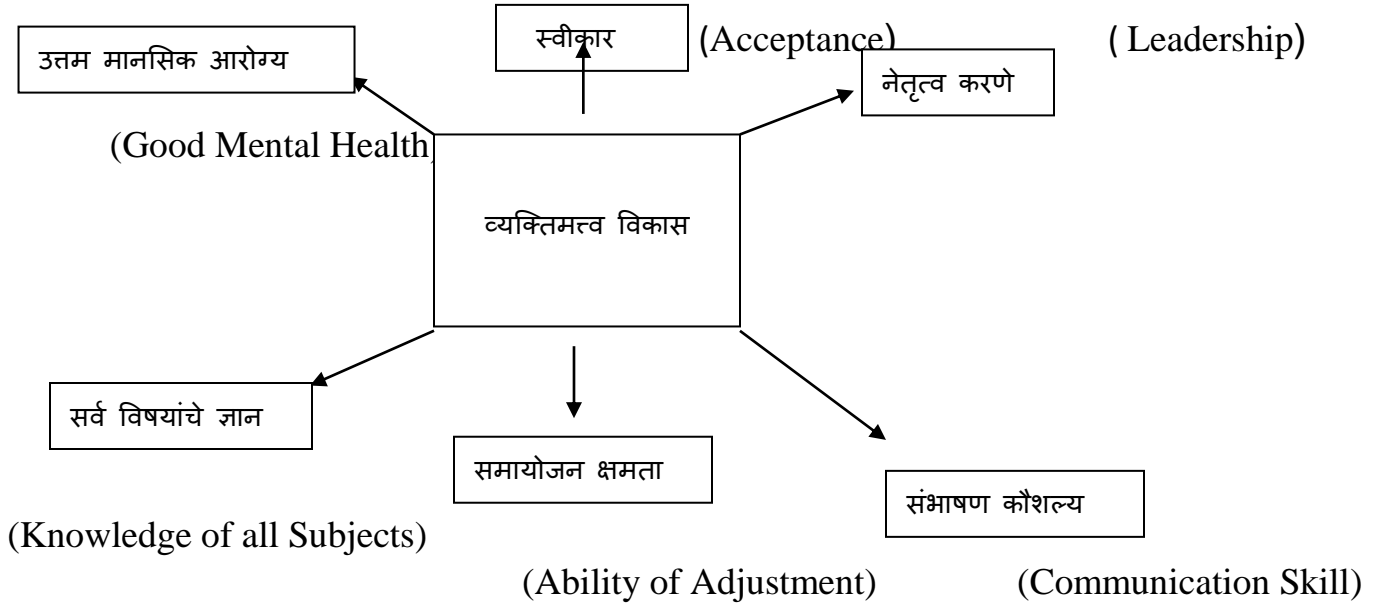 स्वीकार (Acceptance) ( Leadership)
उत्तम मानसिक आरोग्य
नेतृत्व करणे
(Good Mental Health)
व्यक्तिमत्त्व विकास
सर्व विषयांचे ज्ञान
समायोजन क्षमता
संभाषण कौशल्य
(Knowledge of all Subjects)
(Ability of Adjustment) (Communication Skill)